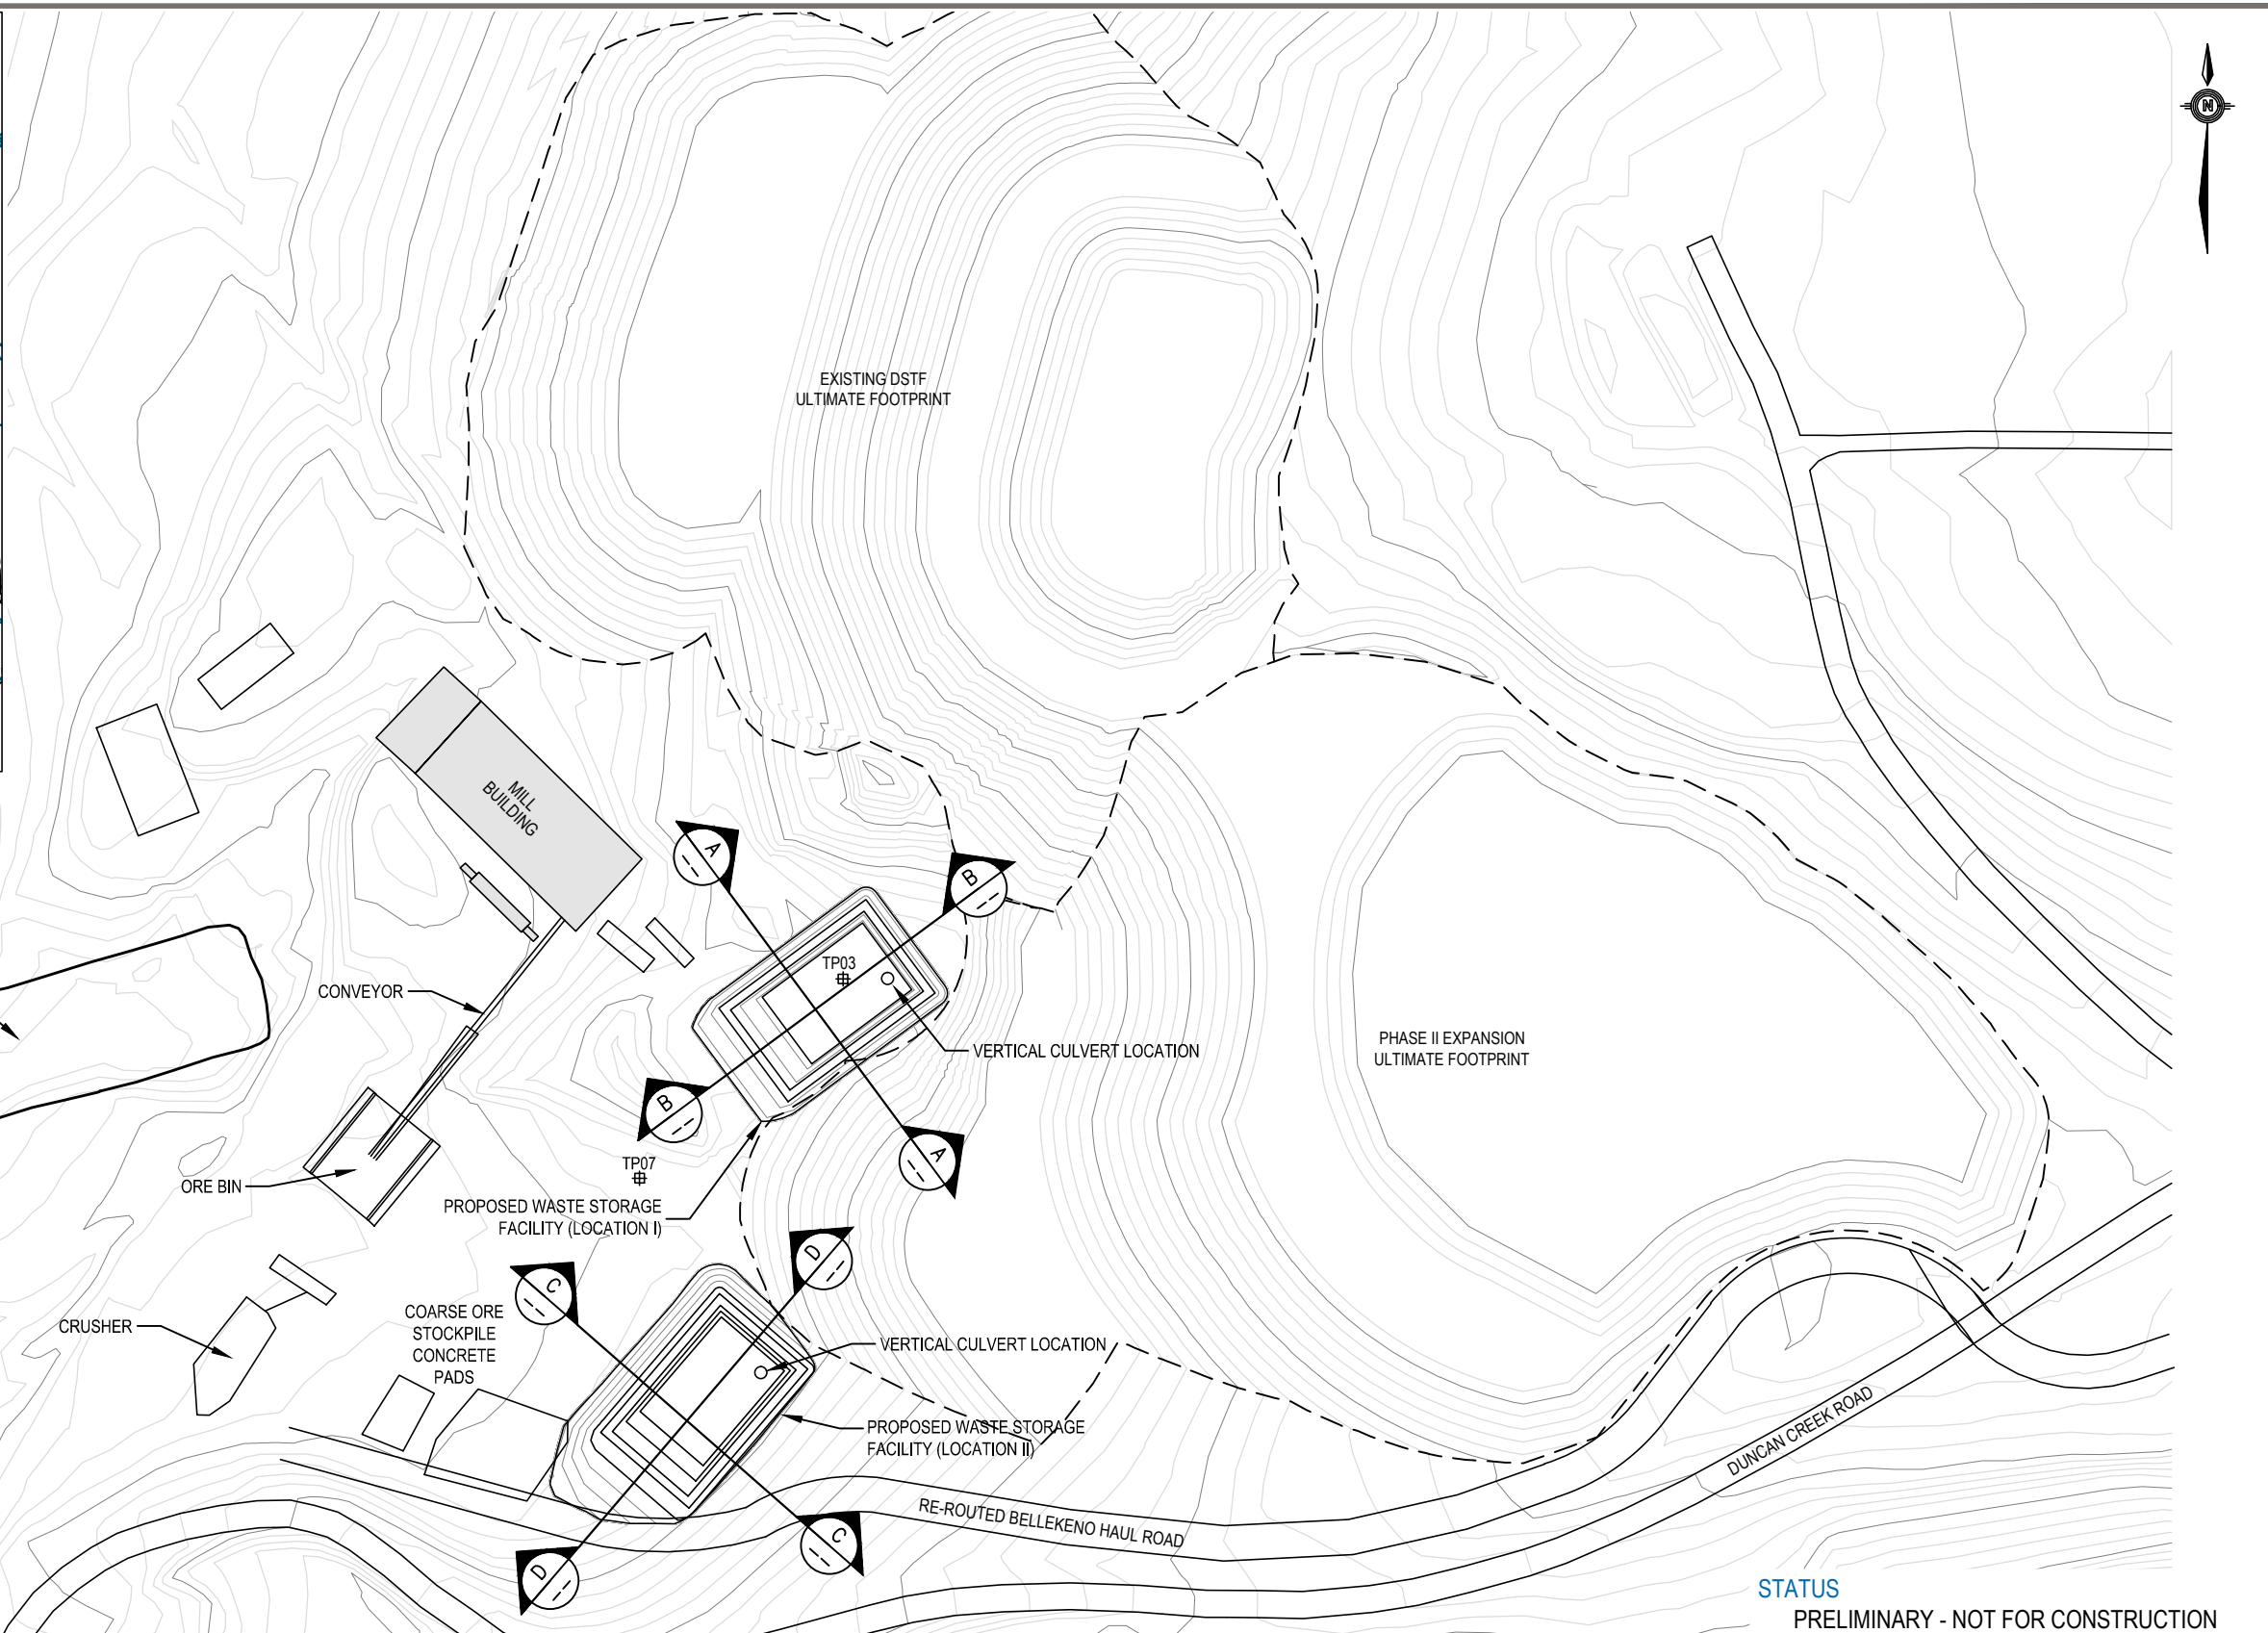 N
EXISTING DSTF
ULTIMATE FOOTPRINT
MILL
BUILDING
A
B
TP03
CONVEYOR
VERTICAL CULVERT LOCATION
PHASE II EXPANSION
ULTIMATE FOOTPRINT
B
A
TP07
ORE BIN
PROPOSED WASTE STORAGE
FACILITY (LOCATION I)
D
C
COARSE ORE
STOCKPILE
CONCRETE
PADS
CRUSHER
VERTICAL CULVERT LOCATION
PROPOSED WASTE STORAGE
FACILITY (LOCATION II)
DUNCAN CREEK ROAD
RE-ROUTED BELLEKENO HAUL ROAD
C
D
STATUS
PRELIMINARY - NOT FOR CONSTRUCTION